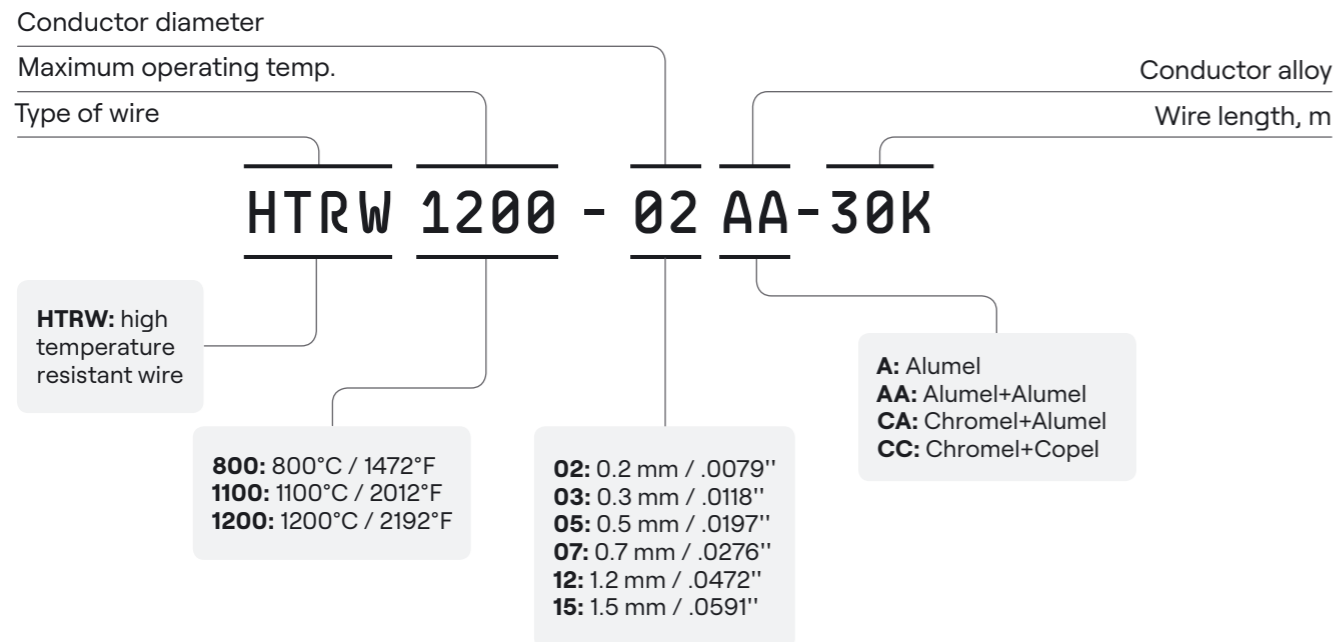 Conductor diameter
Maximum operating temp.
Conductor alloy
Type of wire
Wire length, m
HTRW 1200 - 02 AA-30K
HTRW: high
temperature
resistant wire
A: Alumel
AA: Alumel+Alumel
CA: Chromel+Alumel
CC: Chromel+Copel
800: 800°C / 1472°F
1100: 1100°C / 2012°F
1200: 1200°C / 2192°F
02: 0.2 mm / .0079''
03: 0.3 mm / .0118''
05: 0.5 mm / .0197''
07: 0.7 mm / .0276''
12: 1.2 mm / .0472''
15: 1.5 mm / .0591''